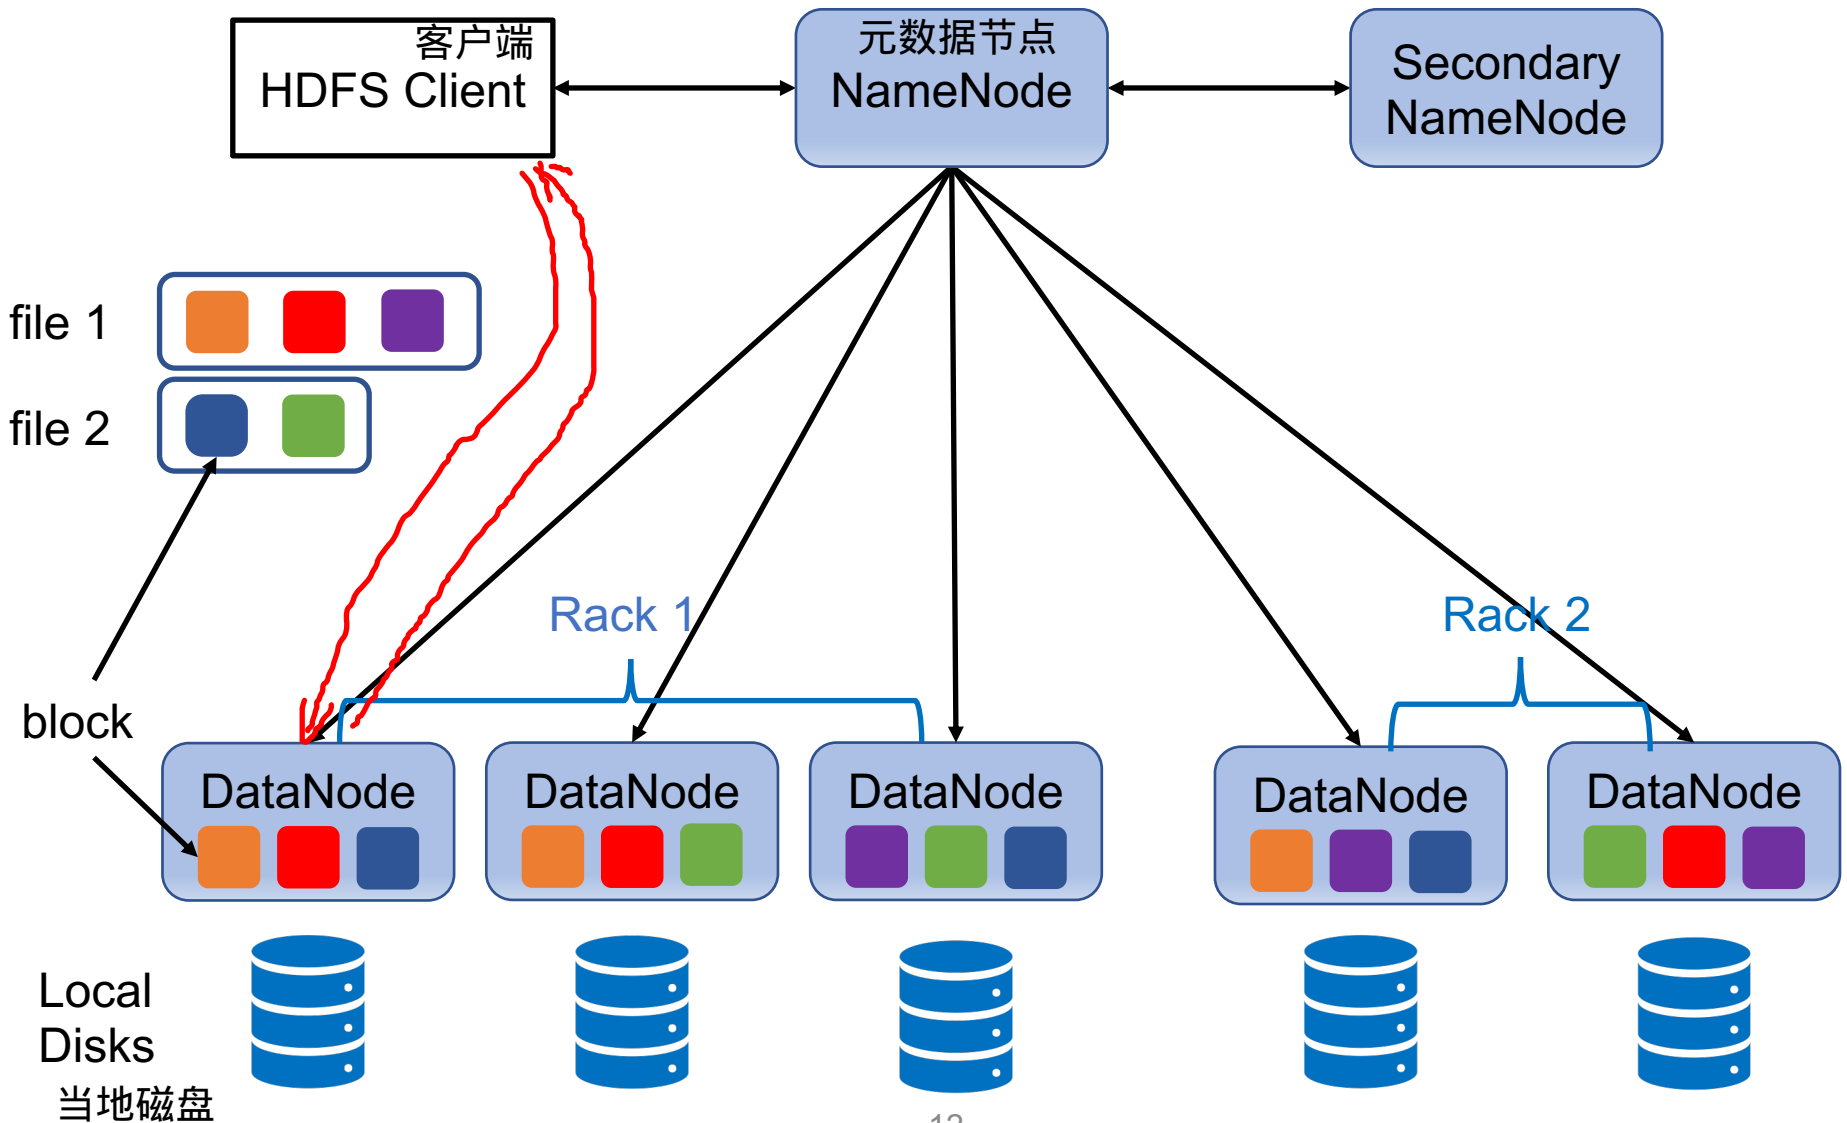 客户端
HDFS Client
元数据节点
NameNode
Secondary
NameNode
file 1
file 2
Rack 1
Rack 2
block
DataNode
DataNode
DataNode
DataNode
DataNode
Local
Disks
当地磁盘